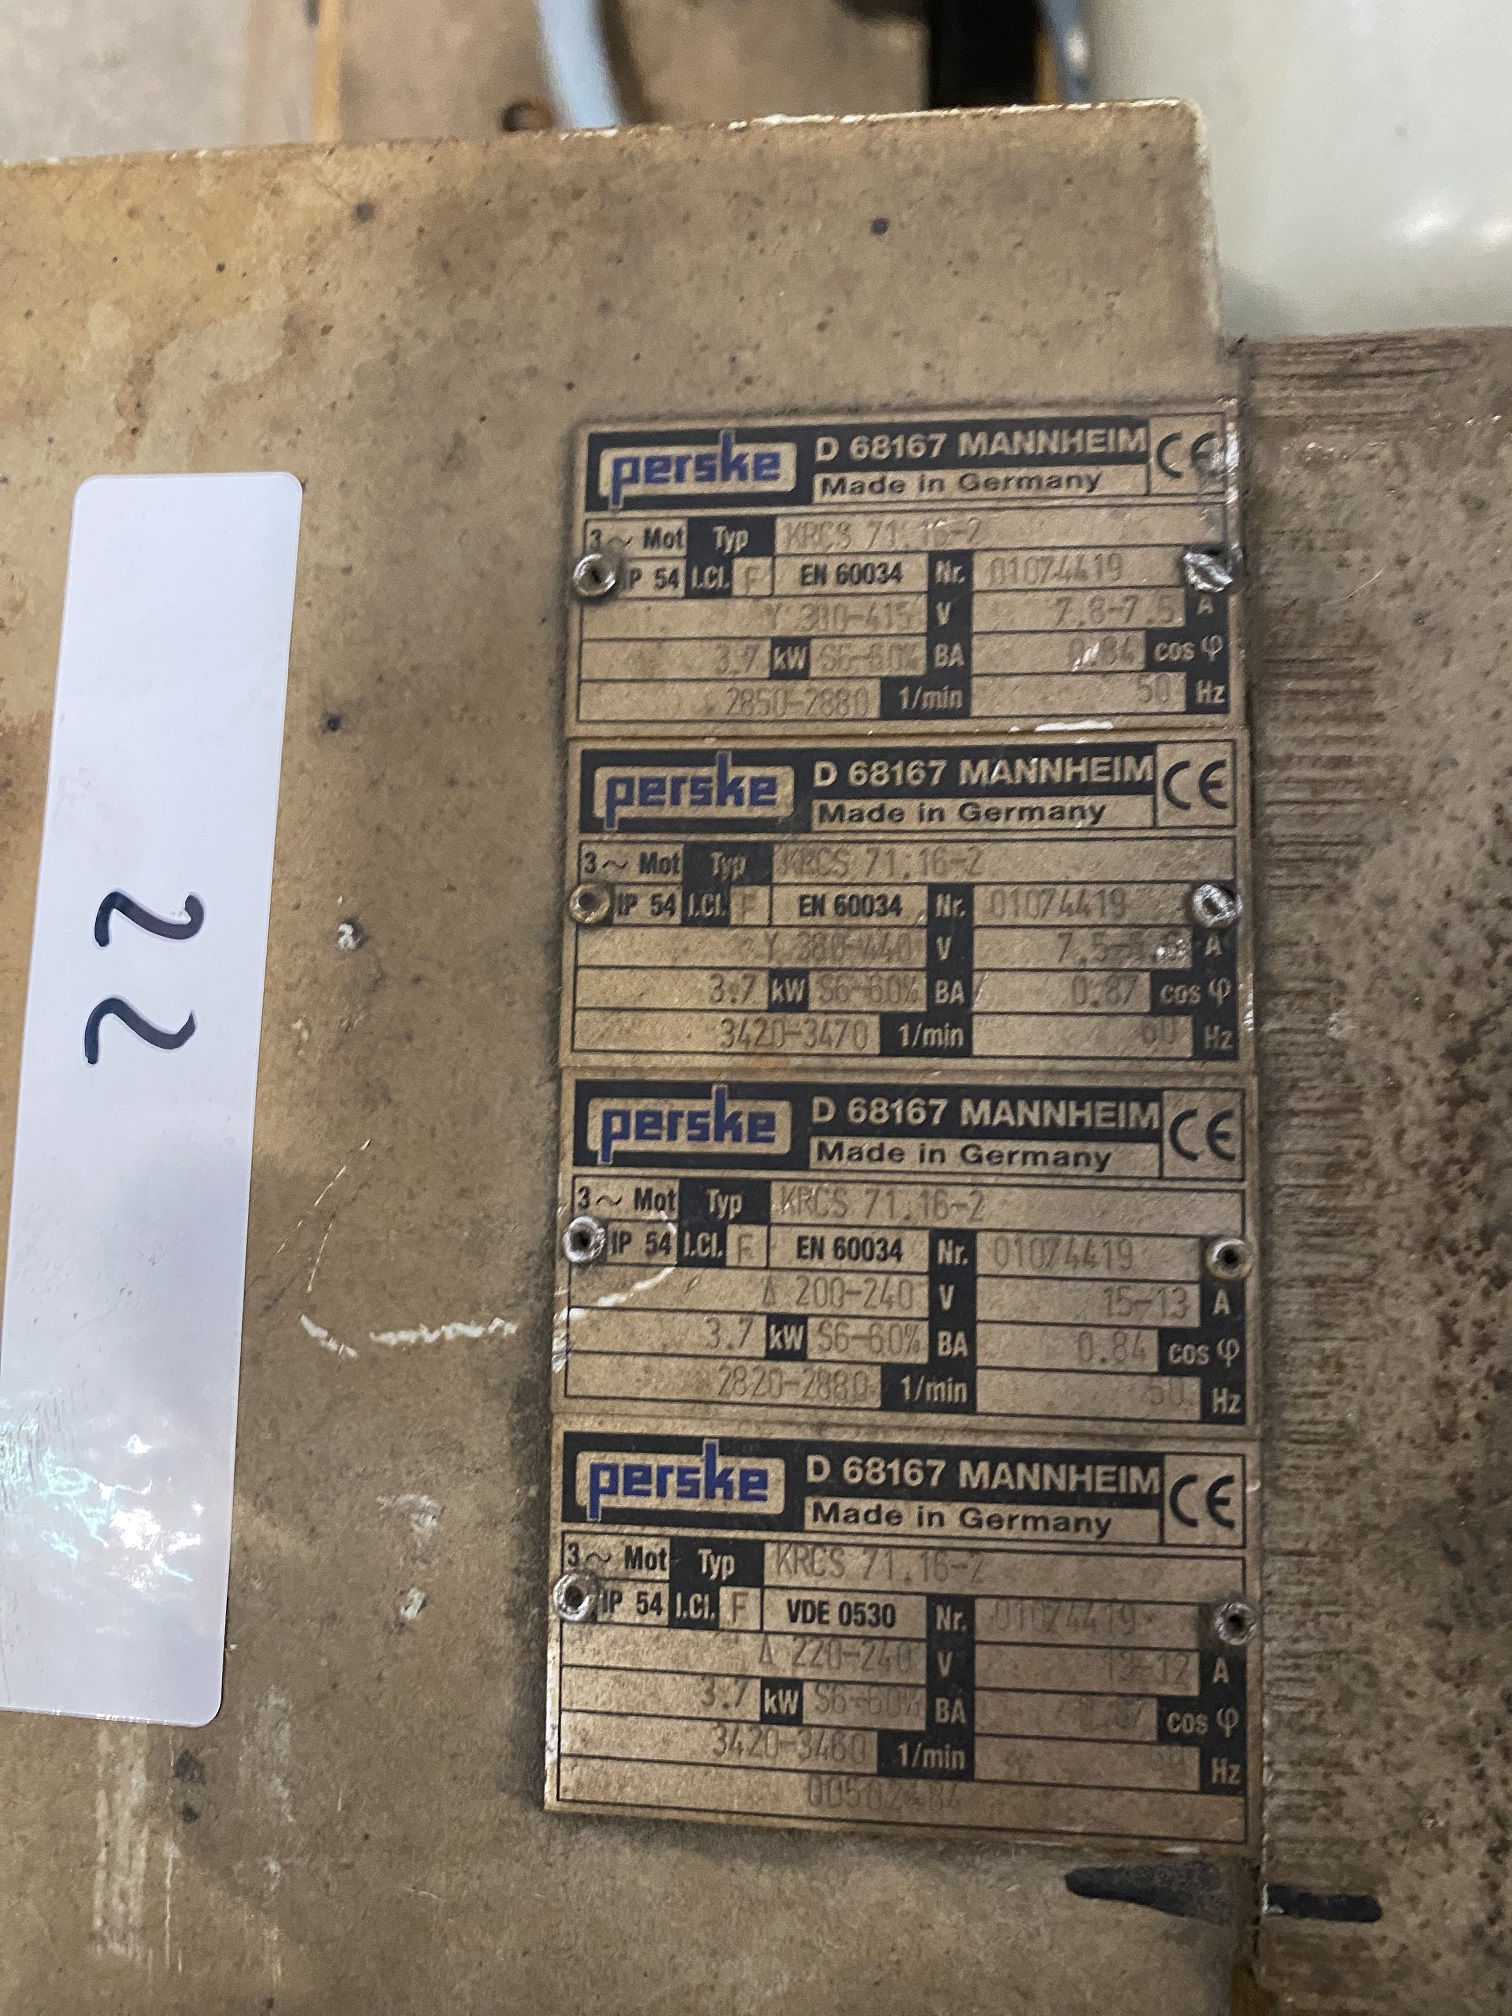 perske D 68167 MANNHEIM CE
Made in Germany
3~ Mot Typ KRCS 71.16-2
IP 54 I.Cl. F EN 60034 Nr. 01074419
Y 380-415 V 7.8-7.5 A
3.7 kW S6-60% BA 0.84 cos φ
2850-2880 1/min 50 Hz
perske D 68167 MANNHEIM CE
Made in Germany
3~ Mot Typ KRCS 71.16-2
IP 54 I.Cl. F EN 60034 Nr. 01074419
Y 380-440 V A
3.7 kW S6-60% BA 0.87 cos φ
3420-3470 1/min 60 Hz
perske D 68167 MANNHEIM CE
Made in Germany
3~ Mot Typ KRCS 71.16-2
IP 54 I.Cl. F EN 60034 Nr. 01074419
Δ 200-240 V 15-13 A
3.7 kW S6-60% BA 0.84 cos φ
2820-2880 1/min 50 Hz
perske D 68167 MANNHEIM CE
Made in Germany
3~ Mot Typ KRCS 71.16-2
IP 54 I.Cl. F VDE 0530 Nr. 01074419
Δ 220-240 V A
3.7 kW S6-60% BA cos φ
3420-3460 1/min Hz
22